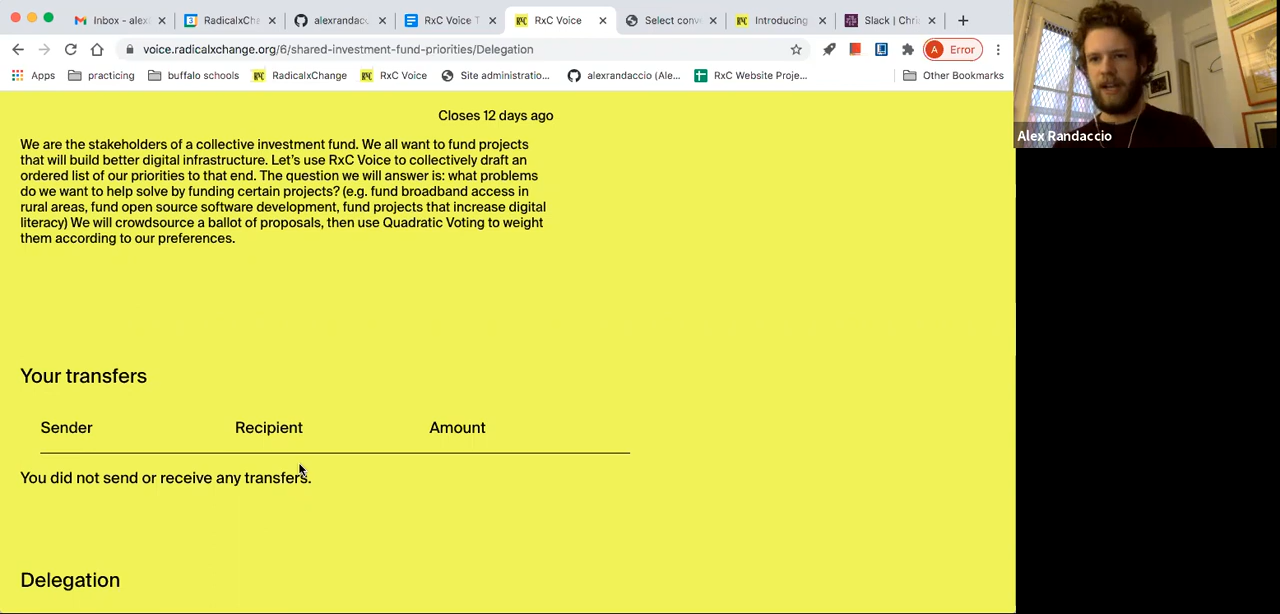 Inbox - alex
RadicalxCha
alexrandacc
RxC Voice T
RxC Voice
Select conv
Introducing
Slack | Chri
voice.radicalxchange.org/6/shared-investment-fund-priorities/Delegation
A Error
Apps
practicing
buffalo schools
RadicalxChange
RxC Voice
Site administratio...
alexrandaccio (Ale...
RxC Website Proje...
Other Bookmarks
Alex Randaccio
Closes 12 days ago
We are the stakeholders of a collective investment fund. We all want to fund projects
that will build better digital infrastructure. Let's use RxC Voice to collectively draft an
ordered list of our priorities to that end. The question we will answer is: what problems
do we want to help solve by funding certain projects? (e.g. fund broadband access in
rural areas, fund open source software development, fund projects that increase digital
literacy) We will crowdsource a ballot of proposals, then use Quadratic Voting to weight
them according to our preferences.
Your transfers
Sender Recipient Amount
You did not send or receive any transfers.
Delegation